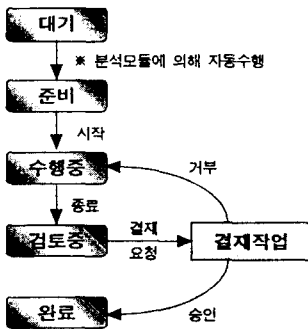 대기
※ 분석모듈에 의해 자동수행
준비
시작
수행중
거부
종료
검토중
결재
요청
결재작업
완료
승인